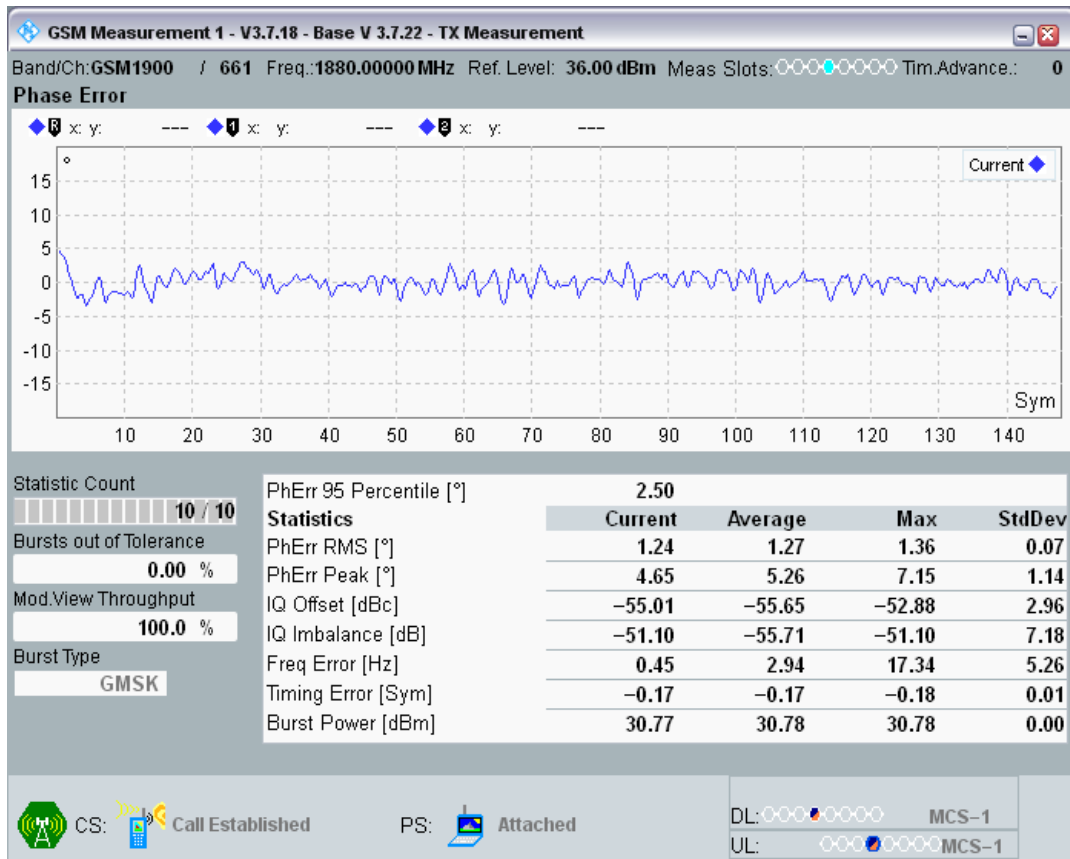 GSM Measurement 1 - V3.7.18 - Base V 3.7.22 - TX Measurement
Band/Ch:GSM1900 / 661 Freq.:1880.00000 MHz Ref. Level: 36.00 dBm Meas Slots: Tim.Advance.: 0
Phase Error
R x: y: --- 1 x: y: --- 2 x: y: ---
°
Current
15
10
5
0
-5
-10
-15
Sym
10 20 30 40 50 60 70 80 90 100 110 120 130 140
Statistic Count
10 / 10
Bursts out of Tolerance
0.00 %
Mod.View Throughput
100.0 %
Burst Type
GMSK
PhErr 95 Percentile [°] 2.50
Statistics Current Average Max StdDev
PhErr RMS [°] 1.24 1.27 1.36 0.07
PhErr Peak [°] 4.65 5.26 7.15 1.14
IQ Offset [dBc] −55.01 −55.65 −52.88 2.96
IQ Imbalance [dB] −51.10 −55.71 −51.10 7.18
Freq Error [Hz] 0.45 2.94 17.34 5.26
Timing Error [Sym] −0.17 −0.17 −0.18 0.01
Burst Power [dBm] 30.77 30.78 30.78 0.00
CS: Call Established PS: Attached
DL: MCS−1
UL: MCS−1